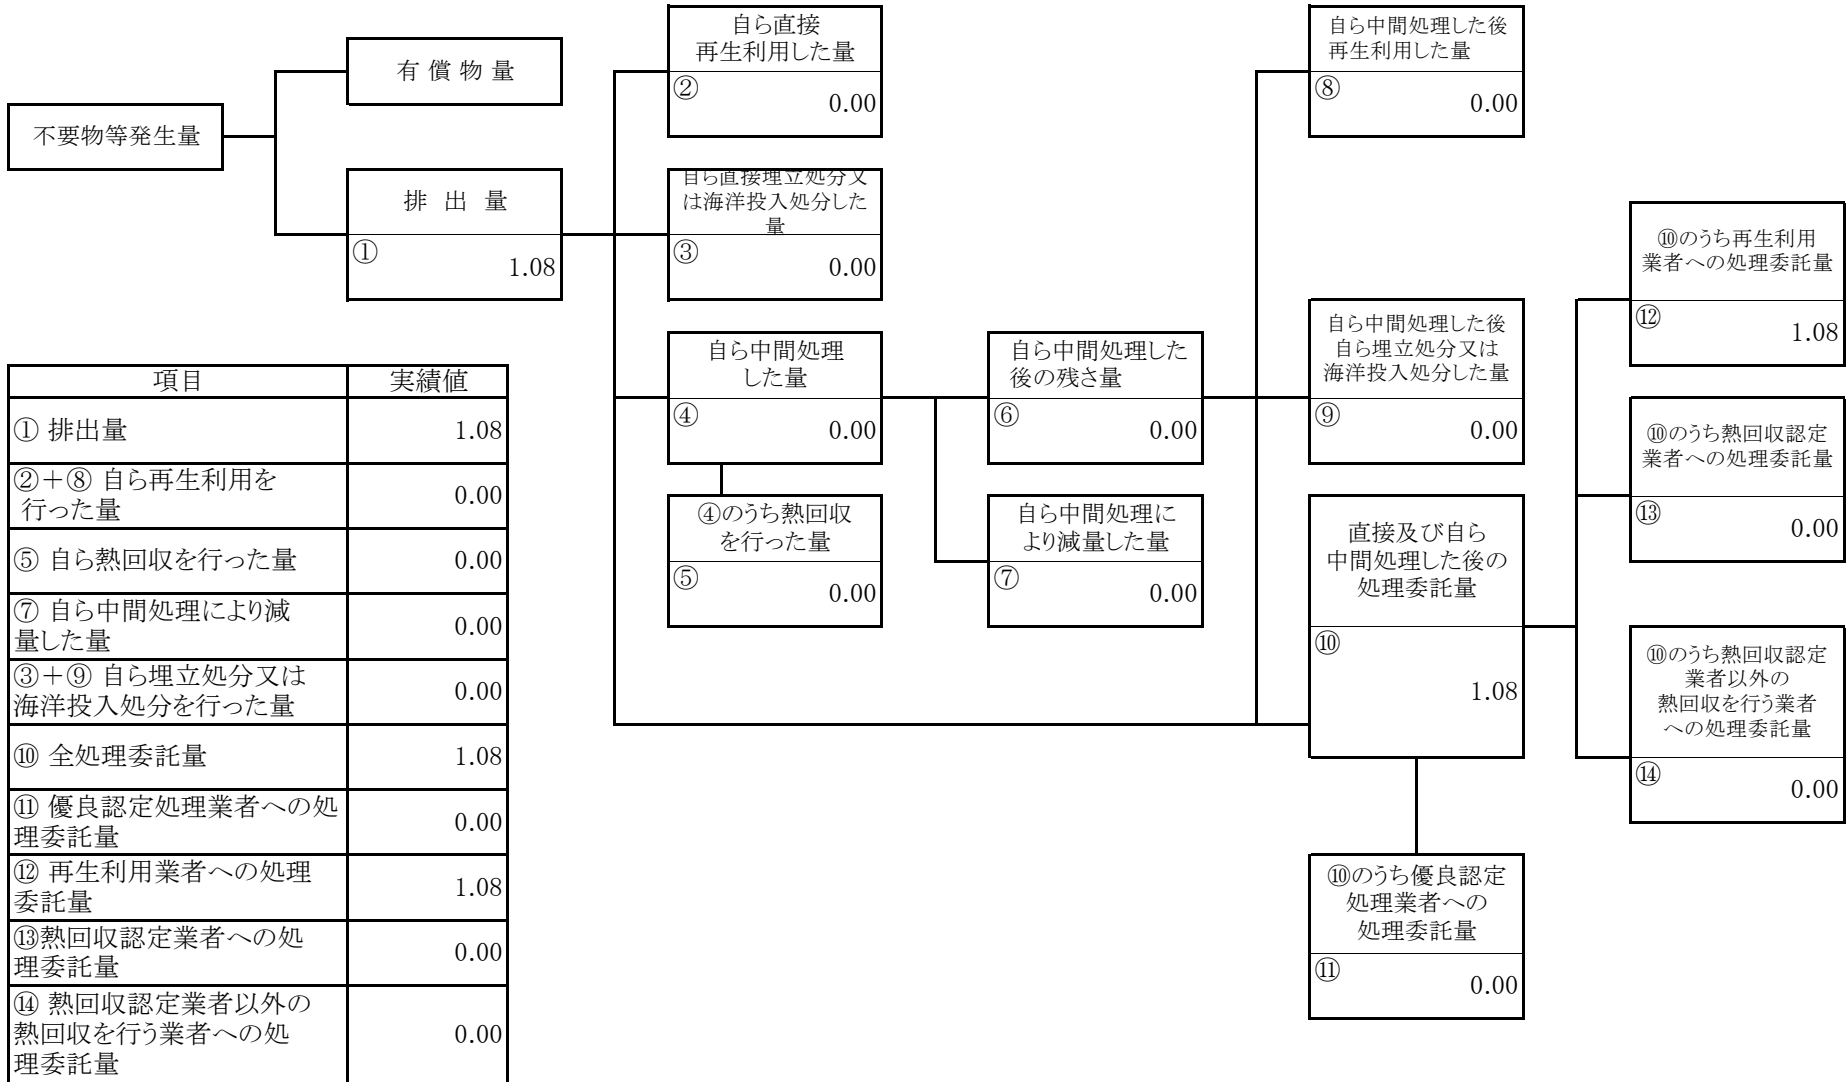 不要物等発生量
有 償 物 量
排 出 量
①
1.08
自ら直接
再生利用した量
②
0.00
自ら直接埋立処分又
は海洋投入処分した
量
③
0.00
自ら中間処理
した量
④
0.00
④のうち熱回収
を行った量
⑤
0.00
自ら中間処理した
後の残さ量
⑥
0.00
自ら中間処理に
より減量した量
⑦
0.00
自ら中間処理した後
再生利用した量
⑧
0.00
自ら中間処理した後
自ら埋立処分又は
海洋投入処分した量
⑨
0.00
直接及び自ら
中間処理した後の
処理委託量
⑩
1.08
⑩のうち優良認定
処理業者への
処理委託量
⑪
0.00
⑩のうち再生利用
業者への処理委託量
⑫
1.08
⑩のうち熱回収認定
業者への処理委託量
⑬
0.00
⑩のうち熱回収認定
業者以外の
熱回収を行う業者
への処理委託量
⑭
0.00
項目 実績値
① 排出量 1.08
②＋⑧ 自ら再生利用を
行った量 0.00
⑤ 自ら熱回収を行った量 0.00
⑦ 自ら中間処理により減
量した量 0.00
③＋⑨ 自ら埋立処分又は
海洋投入処分を行った量 0.00
⑩ 全処理委託量 1.08
⑪ 優良認定処理業者への処
理委託量 0.00
⑫ 再生利用業者への処理
委託量 1.08
⑬熱回収認定業者への処
理委託量 0.00
⑭ 熱回収認定業者以外の
熱回収を行う業者への処
理委託量 0.00